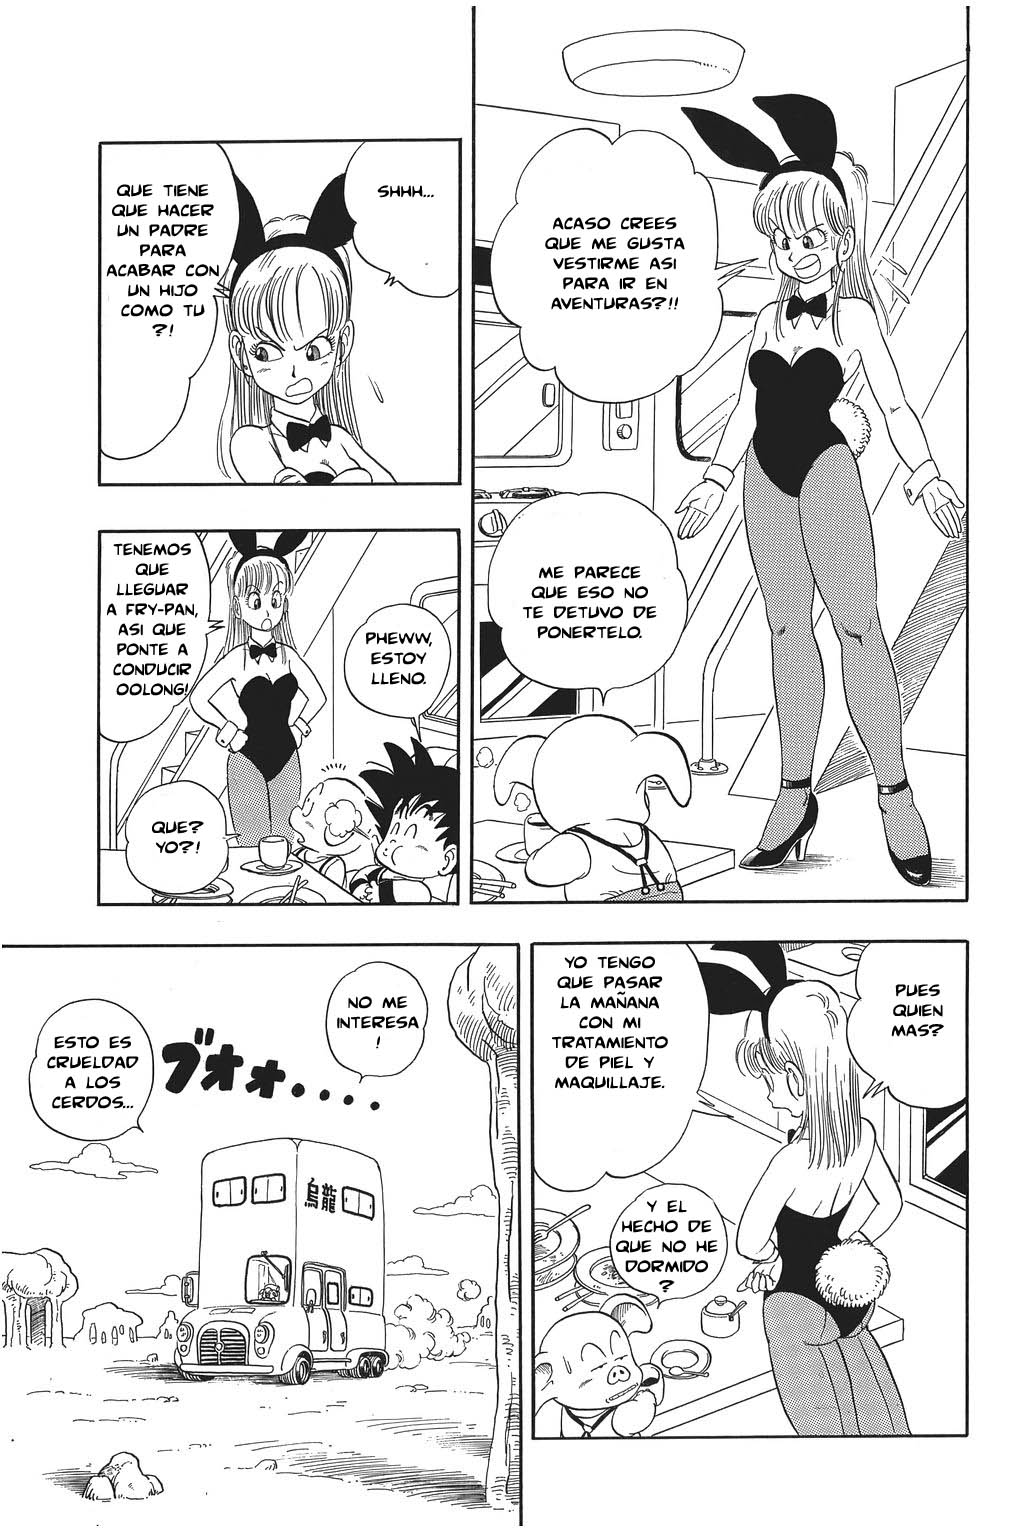 ACASO CREES
QUE ME GUSTA
VESTIRME ASI
PARA IR EN
AVENTURAS?!!
ME PARECE
QUE ESO NO
TE DETUVO DE
PONERTELO.
SHHH...
QUE TIENE
QUE HACER
UN PADRE
PARA
ACABAR CON
UN HIJO
COMO TU
?!
TENEMOS
QUE
LLEGUAR
A FRY-PAN,
ASI QUE
PONTE A
CONDUCIR
OOLONG!
PHEWW,
ESTOY
LLENO.
QUE?
YO?!
PUES
QUIEN
MAS?
YO TENGO
QUE PASAR
LA MAÑANA
CON MI
TRATAMIENTO
DE PIEL Y
MAQUILLAJE.
Y EL
HECHO DE
QUE NO HE
DORMIDO
?
NO ME
INTERESA
!
ブオォ....
ESTO ES
CRUELDAD
A LOS
CERDOS...
烏龍